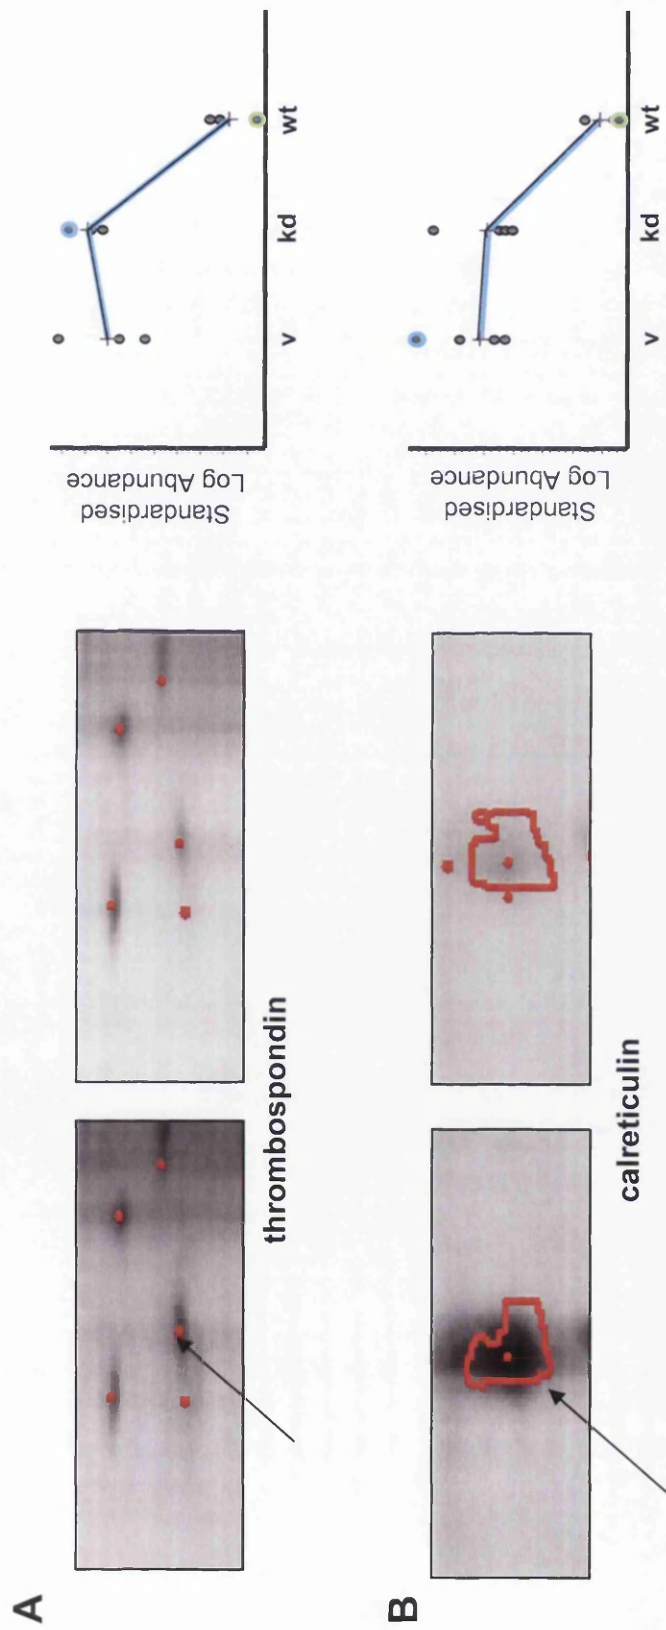 A
thrombospondin
Standardised
Log Abundance
v
kd
wt
B
calreticulin
Standardised
Log Abundance
v
kd
wt